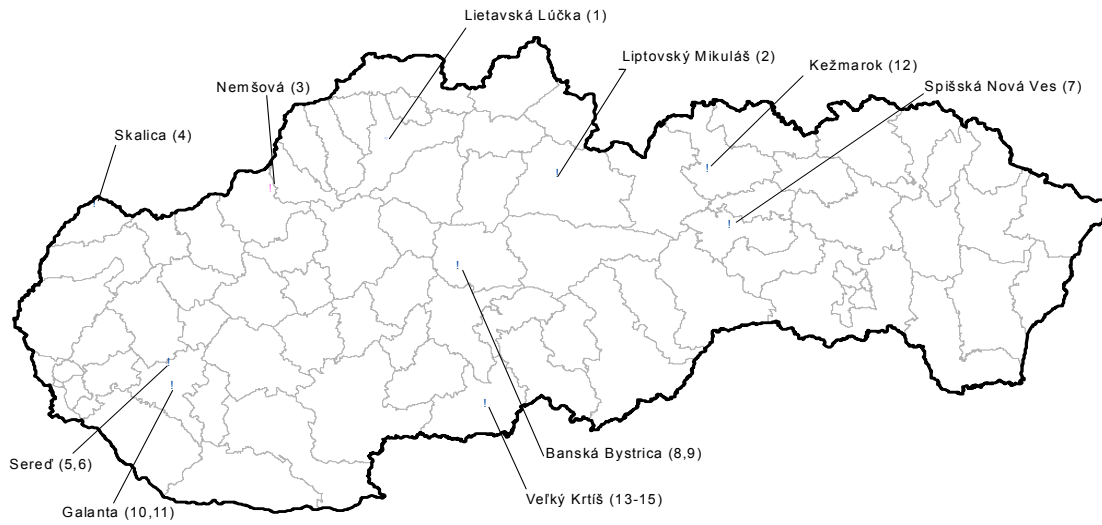 Lietavská Lúčka (1)
Liptovský Mikuláš (2)
Kežmarok (12)
Nemšová (3)
Spišská Nová Ves (7)
Skalica (4)
Sereď (5,6)
Banská Bystrica (8,9)
Veľký Krtíš (13-15)
Galanta (10,11)